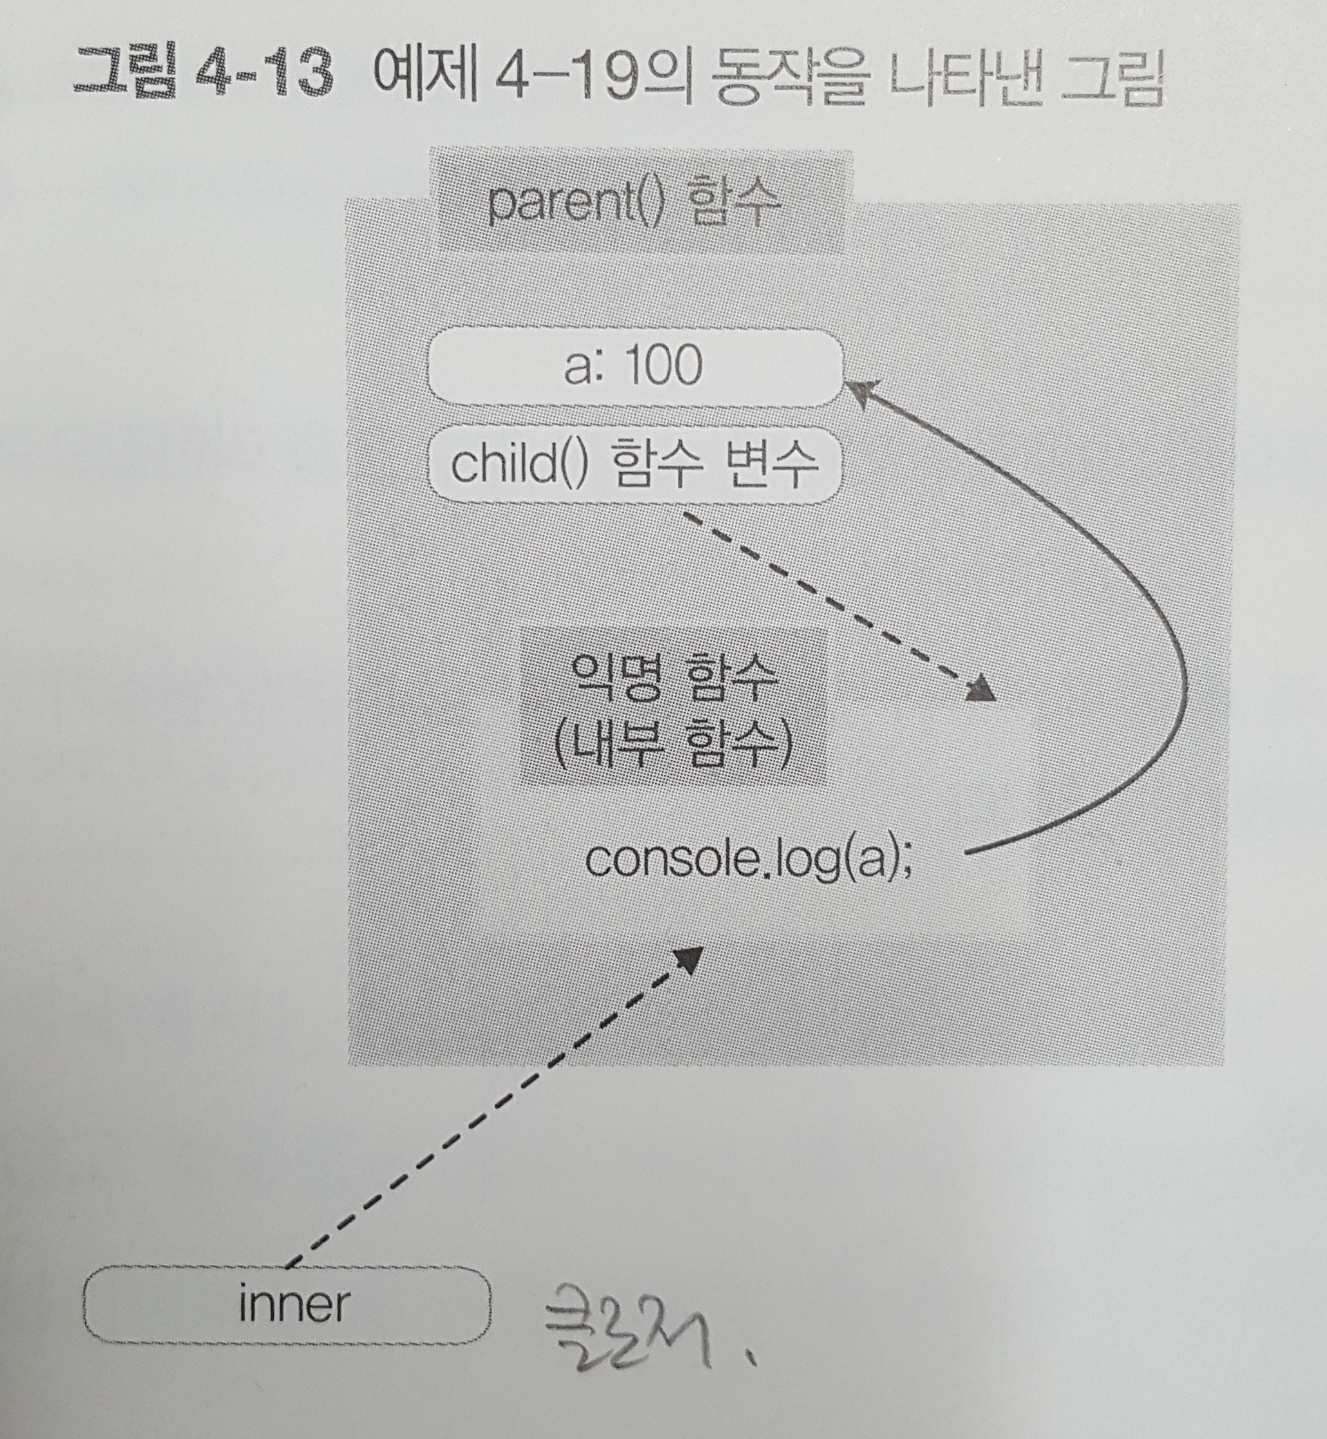 그림 4-13 예제 4-19의 동작을 나타낸 그림
parent() 함수
a: 100
child() 함수 변수
익명 함수
(내부 함수)
console.log(a);
inner
클로저.